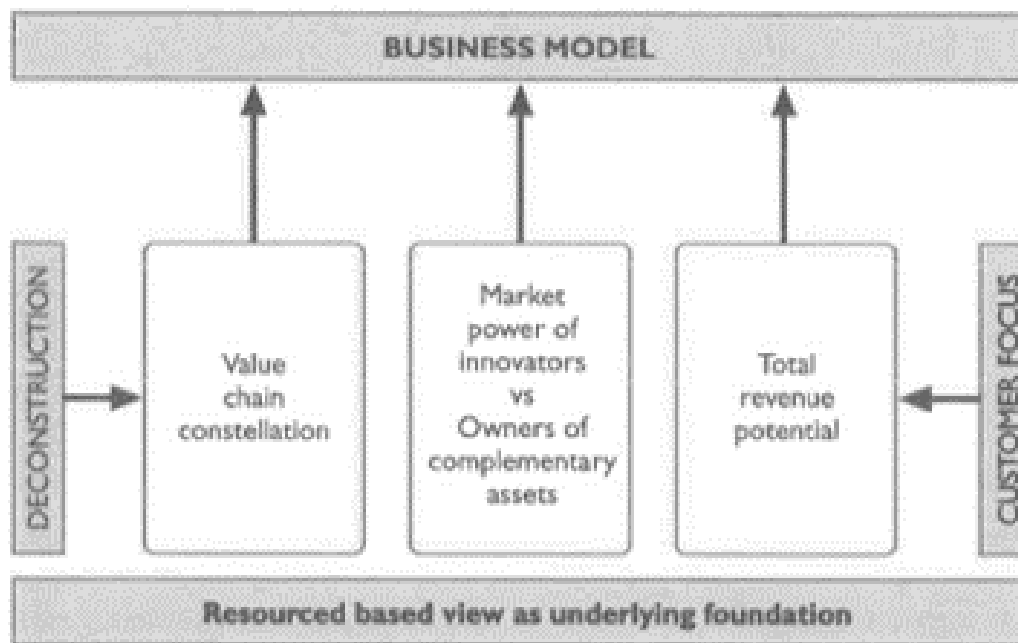 BUSINESS MODEL
DECONSTRUCTION
Value
chain
constellation
Market
power of
innovators
vs
Owners of
complementary
assets
Total
revenue
potential
CUSTOMER FOCUS
Resourced based view as underlying foundation